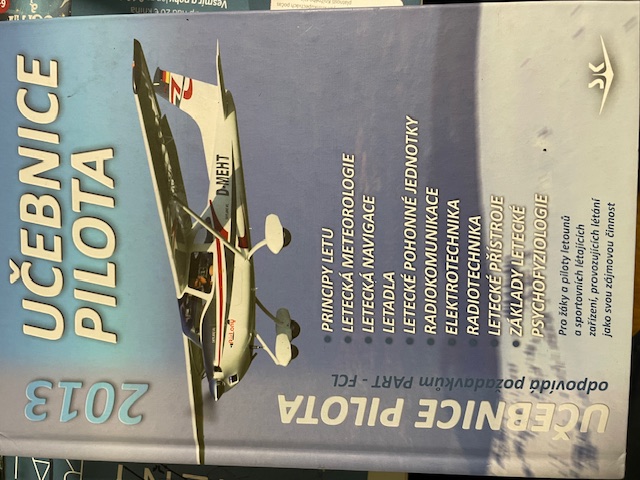 UČEBNICE
PILOTA
2013
D-MEHT
PRINCIPY LETU
LETECKÁ METEOROLOGIE
LETECKÁ NAVIGACE
LETADLA
LETECKÉ POHONNÉ JEDNOTKY
RADIOKOMUNIKACE
ELEKTROTECHNIKA
RADIOTECHNIKA
LETECKÉ PŘÍSTROJE
ZÁKLADY LETECKÉ
PSYCHOFYZIOLOGIE
Pro žáky a piloty letounů
a sportovních létajících
zařízení, provozujících létání
jako svou zájmovou činnost
odpovídá požadavkům PART - FCL
UČEBNICE PILOTA